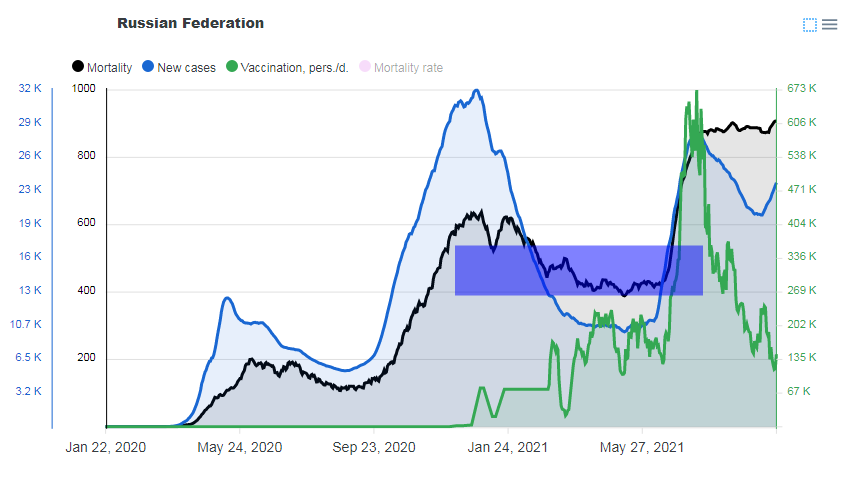 Russian Federation
Mortality New cases Vaccination, pers./d. Mortality rate
32 K 1000 673 K
29 K 606 K
26 K 800 538 K
23 K 471 K
19 K 600 404 K
16 K 336 K
13 K 400 269 K
10.7 K 202 K
6.5 K 200 135 K
3.2 K 67 K
Jan 22, 2020 May 24, 2020 Sep 23, 2020 Jan 24, 2021 May 27, 2021